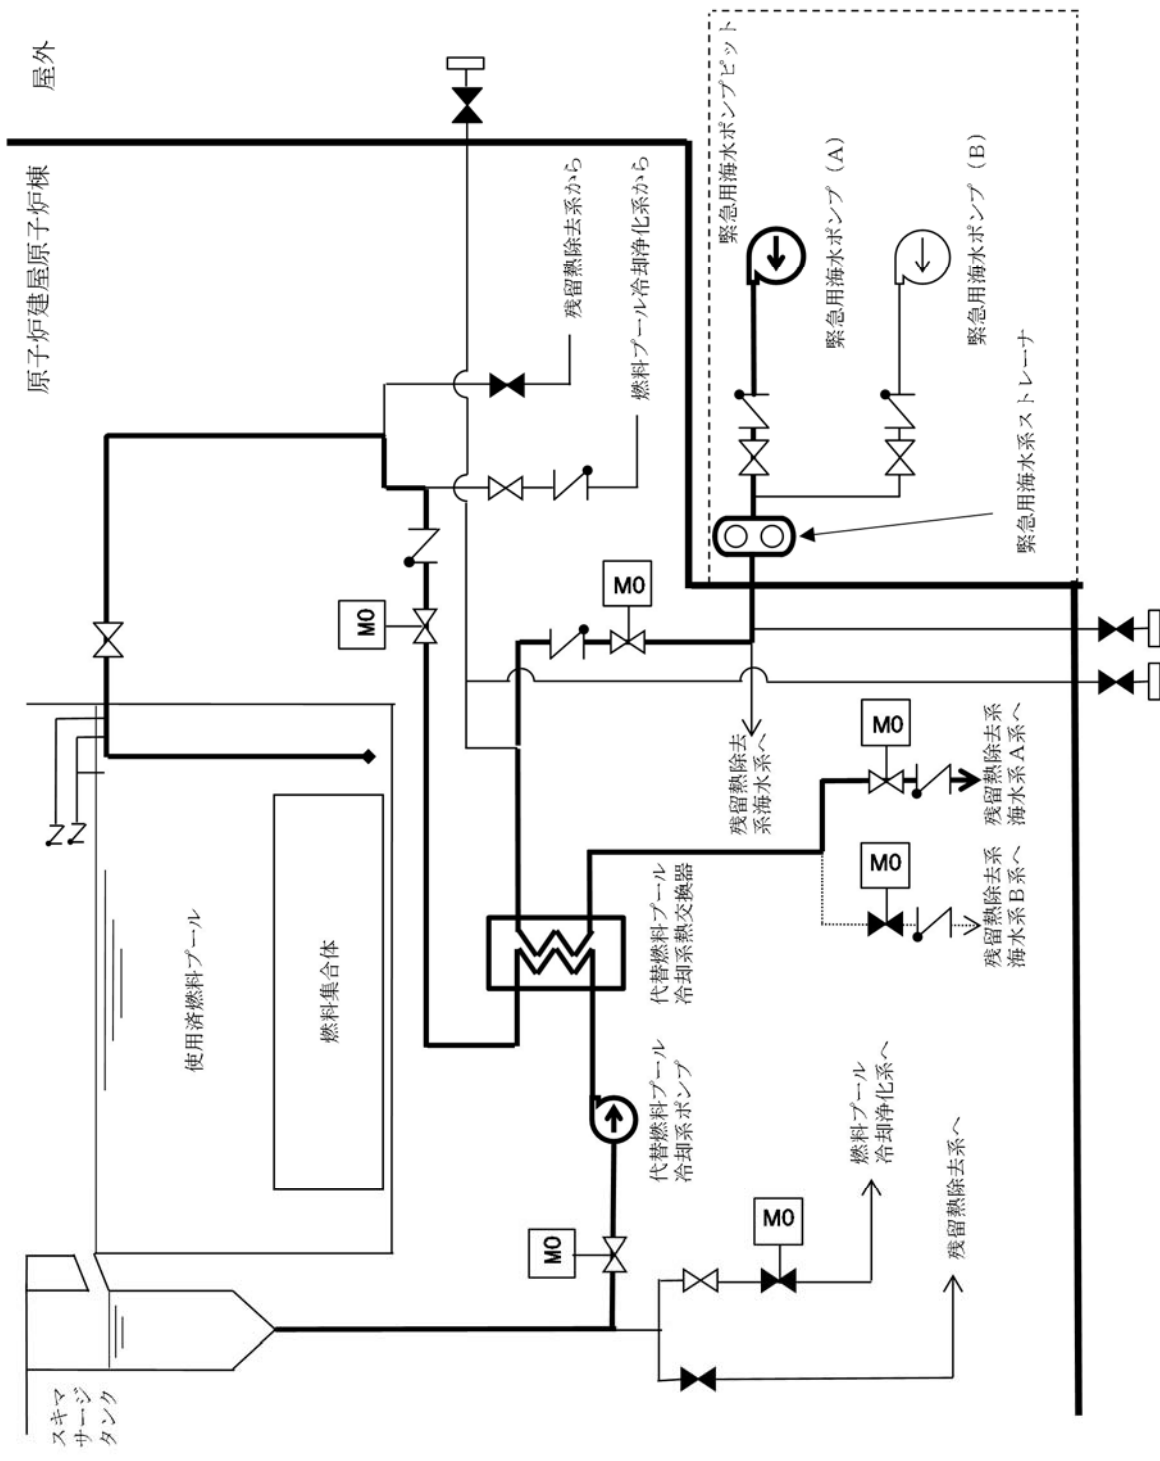 屋外
原子炉建屋原子炉棟
緊急用海水ポンプピット
残留熱除去系から
燃料プール冷却浄化系から
緊急用海水ポンプ（A）
緊急用海水ポンプ（B）
緊急用海水系ストレーナ
MO
MO
残留熱除去
系海水系へ
MO
残留熱除去系
海水系A系へ
MO
残留熱除去系
海水系B系へ
使用済燃料プール
燃料集合体
代替燃料プール
冷却系熱交換器
代替燃料プール
冷却系ポンプ
MO
MO
燃料プール
冷却浄化系へ
残留熱除去系へ
スキマ
サージ
タンク